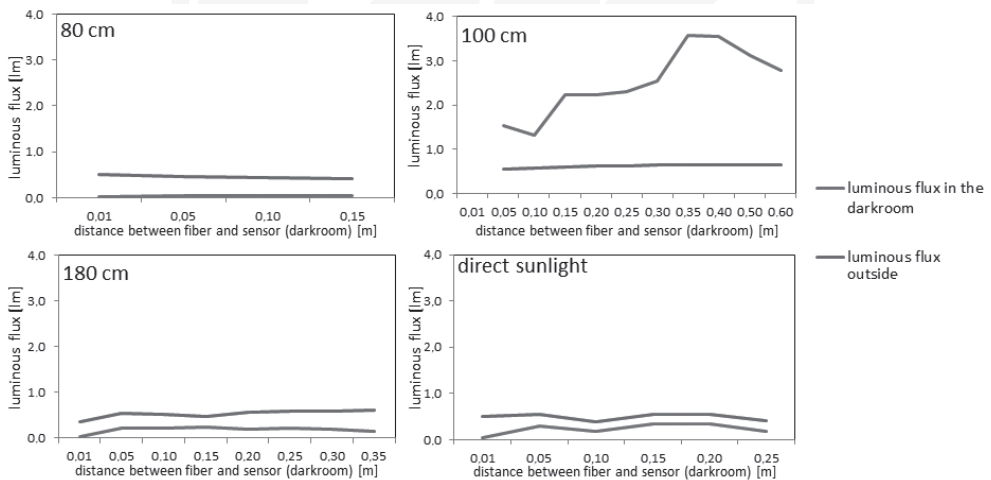 80 cm
4.0
3.0
2.0
1.0
0.0
luminous flux [lm]
0,01 0,05 0,10 0,15
distance between fiber and sensor (darkroom) [m]
100 cm
4.0
3.0
2.0
1.0
0.0
luminous flux [lm]
0,01 0,05 0,10 0,15 0,20 0,25 0,30 0,35 0,40 0,50 0,60
distance between fiber and sensor (darkroom) [m]
luminous flux in the
darkroom
luminous flux
outside
180 cm
4.0
3,0
2,0
1.0
0.0
luminous flux [lm]
0,01 0,05 0,10 0,15 0,20 0,25 0,30 0,35
distance between fiber and sensor (darkroom) [m]
direct sunlight
4.0
3,0
2,0
1.0
0.0
luminous flux [lm]
0,01 0,05 0,10 0,15 0,20 0,25
distance between fiber and sensor (darkroom) [m]